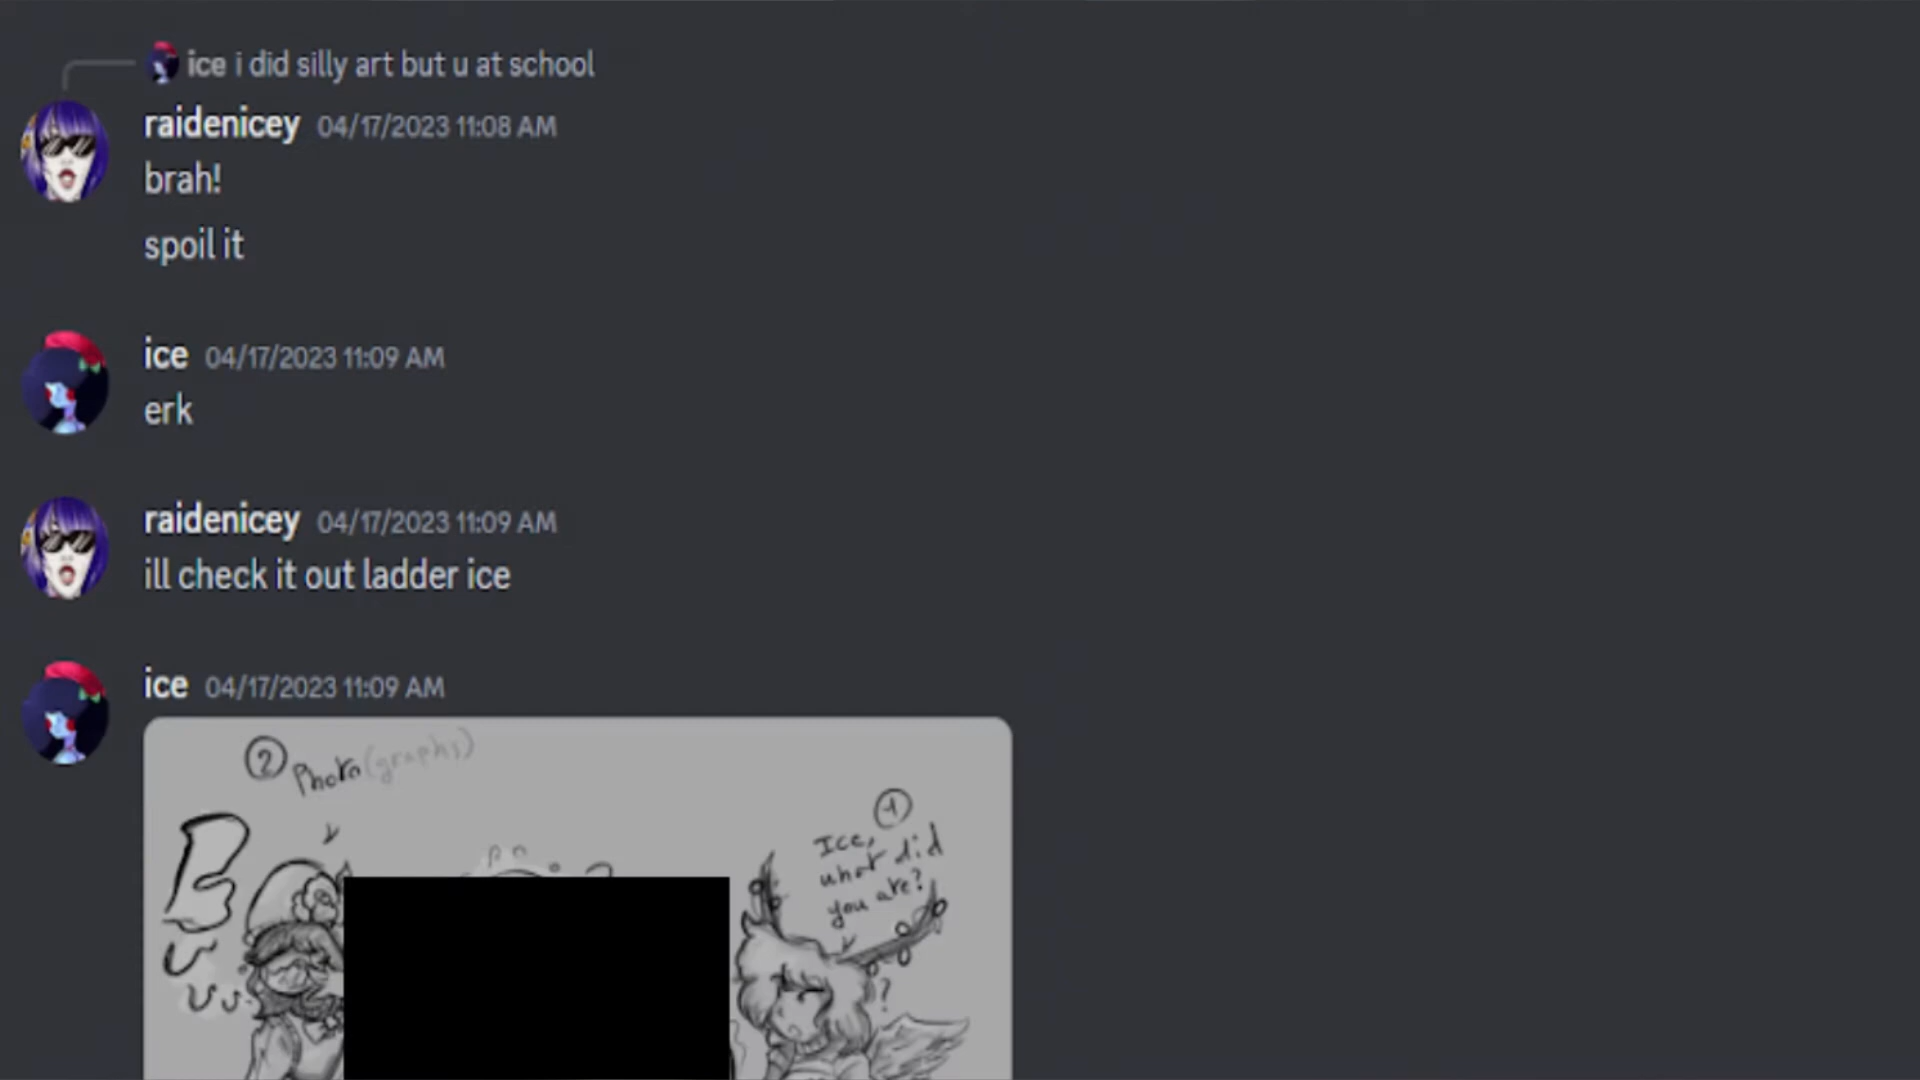 ice i did silly art but u at school
raidenicey 04/17/2023 11:08 AM
brah!
spoil it
ice 04/17/2023 11:09 AM
erk
raidenicey 04/17/2023 11:09 AM
ill check it out ladder ice
ice 04/17/2023 11:09 AM
2 Photo(graphs)
1
Ice,
what did
you are?
?